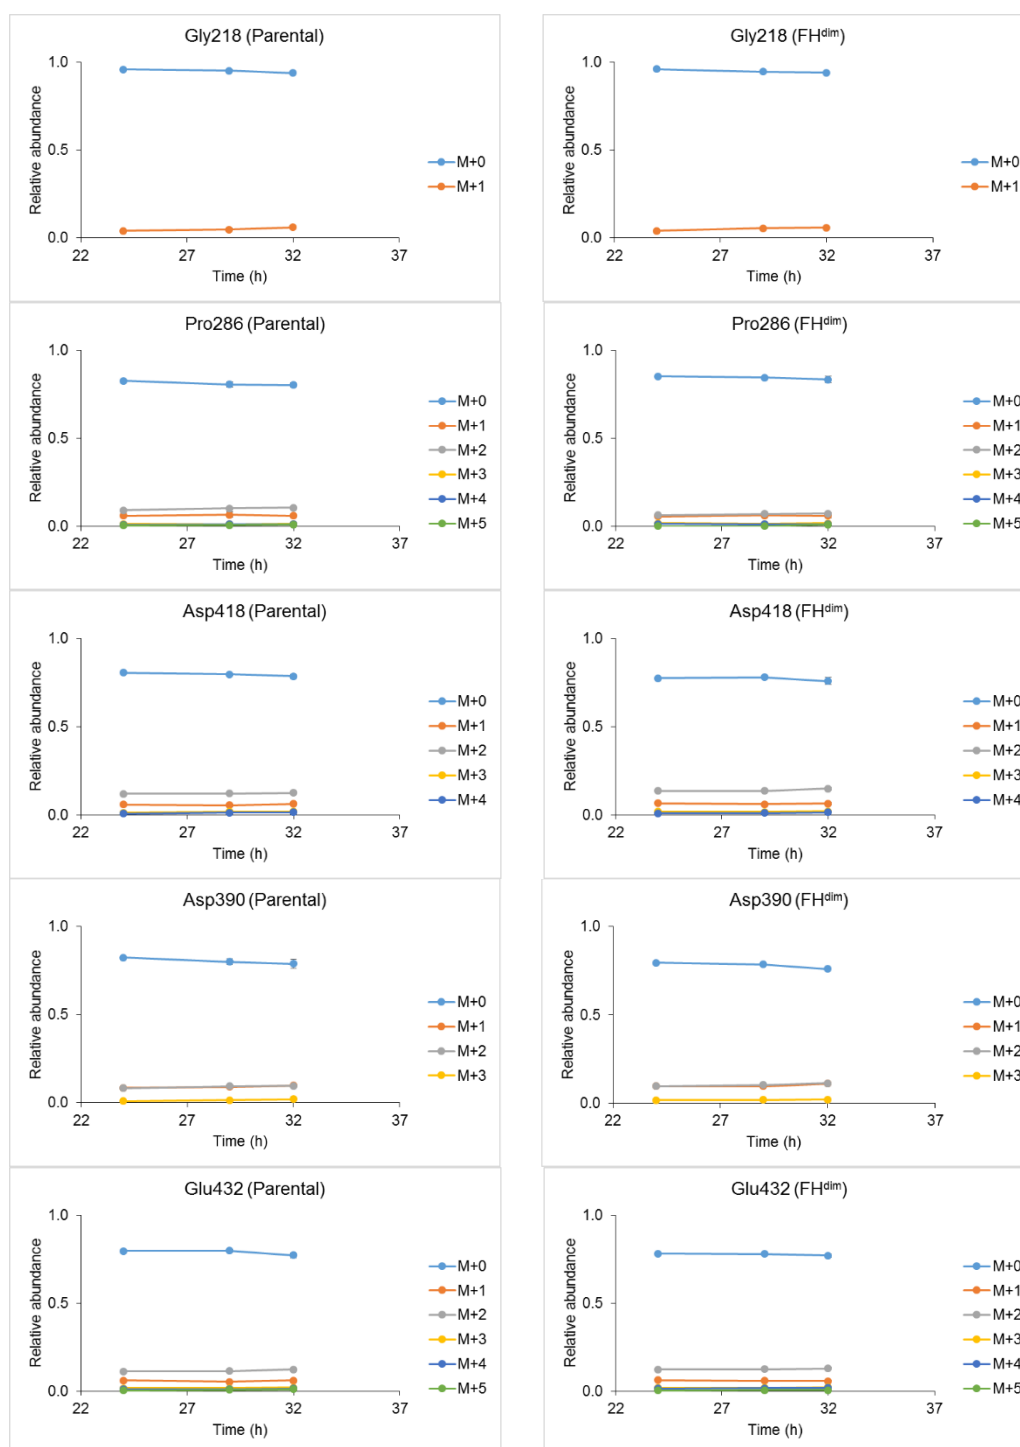 Gly218 (Parental)
Relative abundance
1.0
0.5
0.0
22 27 32 37
Time (h)
M+0
M+1
Gly218 (FHdim)
Relative abundance
1.0
0.5
0.0
22 27 32 37
Time (h)
M+0
M+1
Pro286 (Parental)
Relative abundance
1.0
0.5
0.0
22 27 32 37
Time (h)
M+0
M+1
M+2
M+3
M+4
M+5
Pro286 (FHdim)
Relative abundance
1.0
0.5
0.0
22 27 32 37
Time (h)
M+0
M+1
M+2
M+3
M+4
M+5
Asp418 (Parental)
Relative abundance
1.0
0.5
0.0
22 27 32 37
Time (h)
M+0
M+1
M+2
M+3
M+4
Asp418 (FHdim)
Relative abundance
1.0
0.5
0.0
22 27 32 37
Time (h)
M+0
M+1
M+2
M+3
M+4
Asp390 (Parental)
Relative abundance
1.0
0.5
0.0
22 27 32 37
Time (h)
M+0
M+1
M+2
M+3
Asp390 (FHdim)
Relative abundance
1.0
0.5
0.0
22 27 32 37
Time (h)
M+0
M+1
M+2
M+3
Glu432 (Parental)
Relative abundance
1.0
0.5
0.0
22 27 32 37
Time (h)
M+0
M+1
M+2
M+3
M+4
M+5
Glu432 (FHdim)
Relative abundance
1.0
0.5
0.0
22 27 32 37
Time (h)
M+0
M+1
M+2
M+3
M+4
M+5